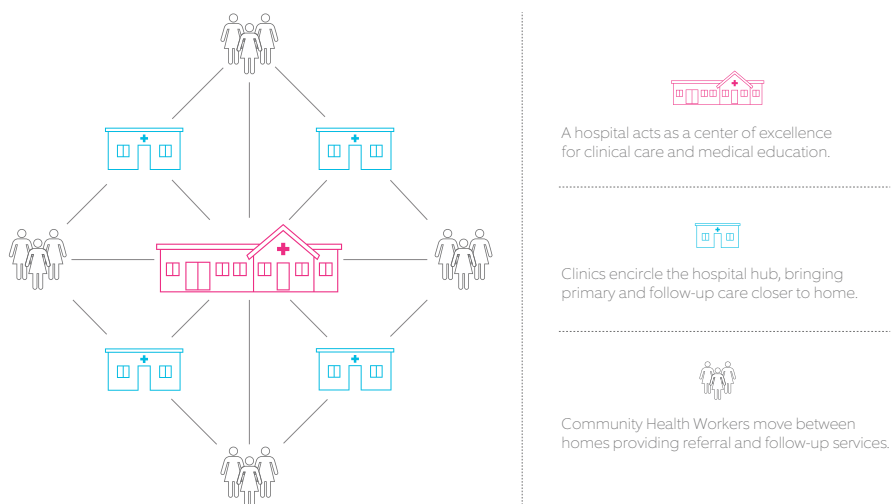 A hospital acts as a center of excellence
for clinical care and medical education.
Clinics encircle the hospital hub, bringing
primary and follow-up care closer to home.
Community Health Workers move between
homes providing referral and follow-up services.